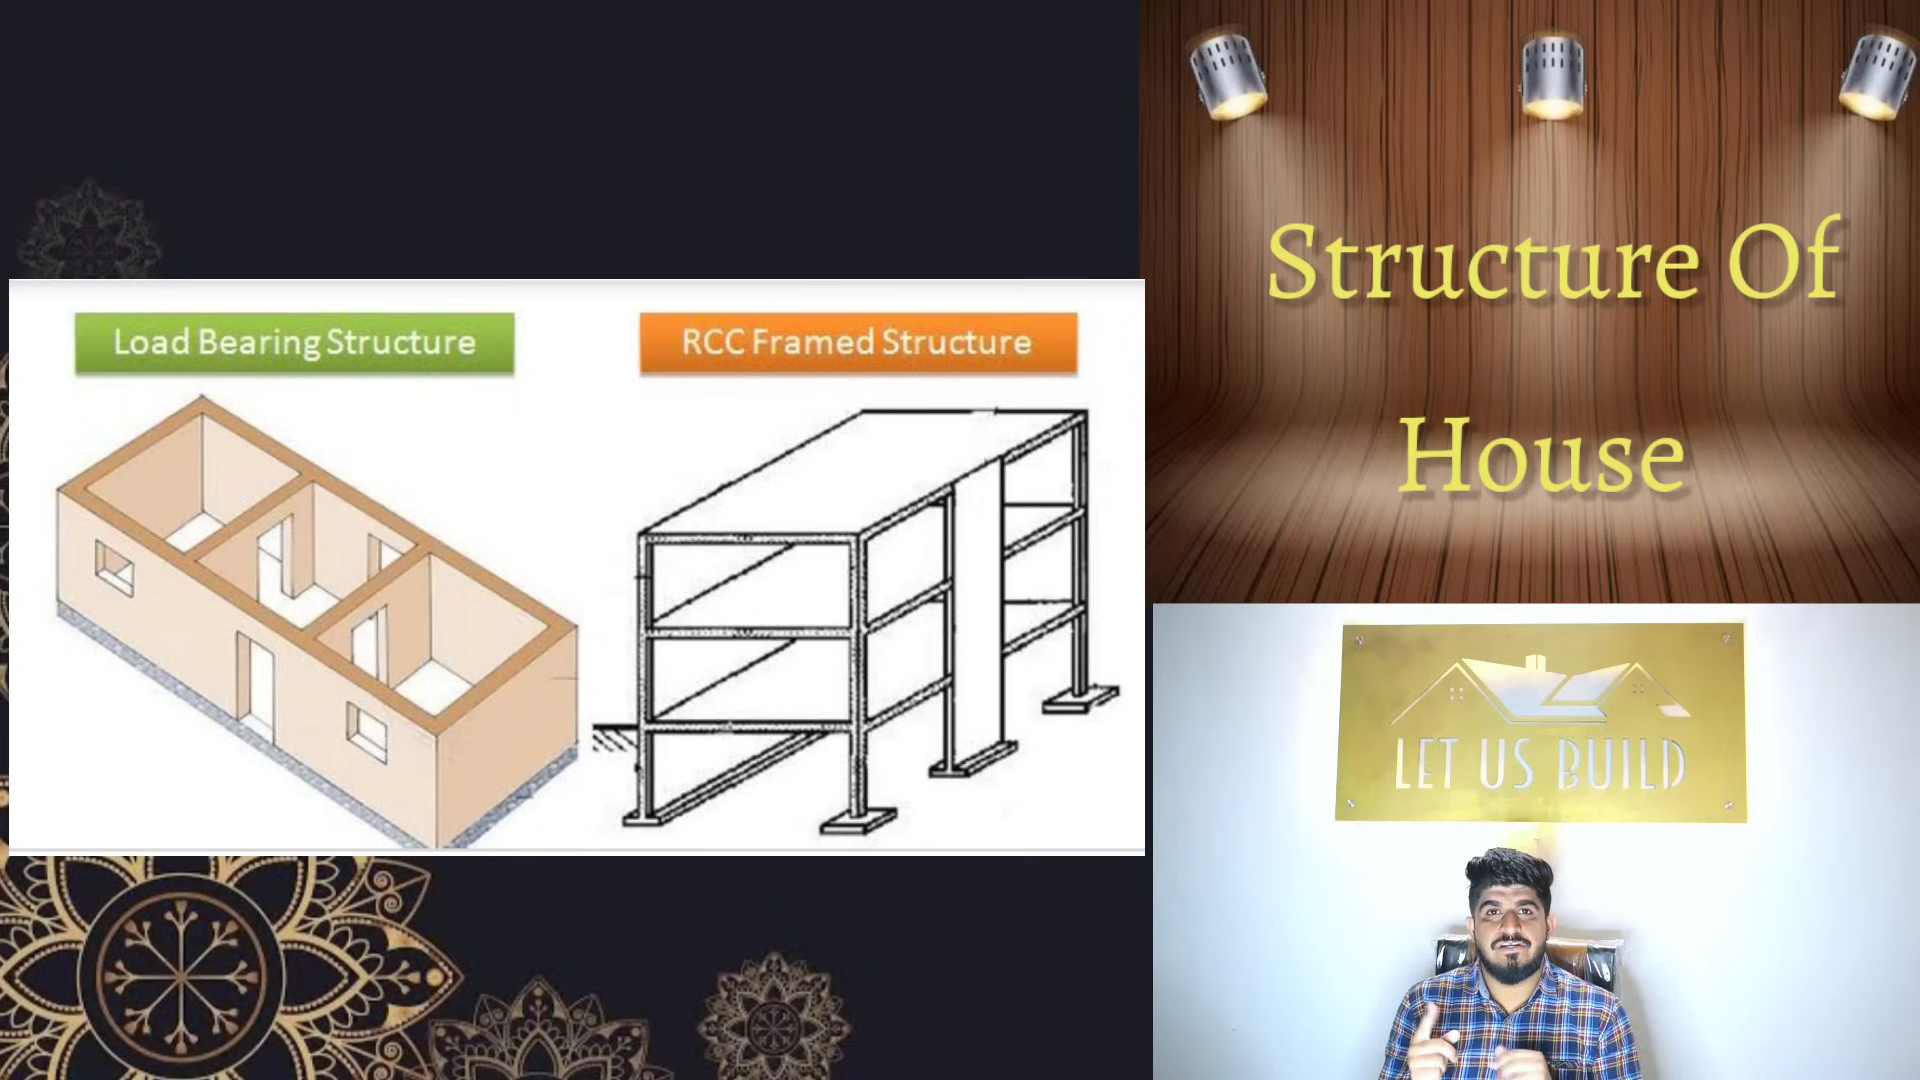 Load Bearing Structure
RCC Framed Structure
Structure Of
House
LET US BUILD